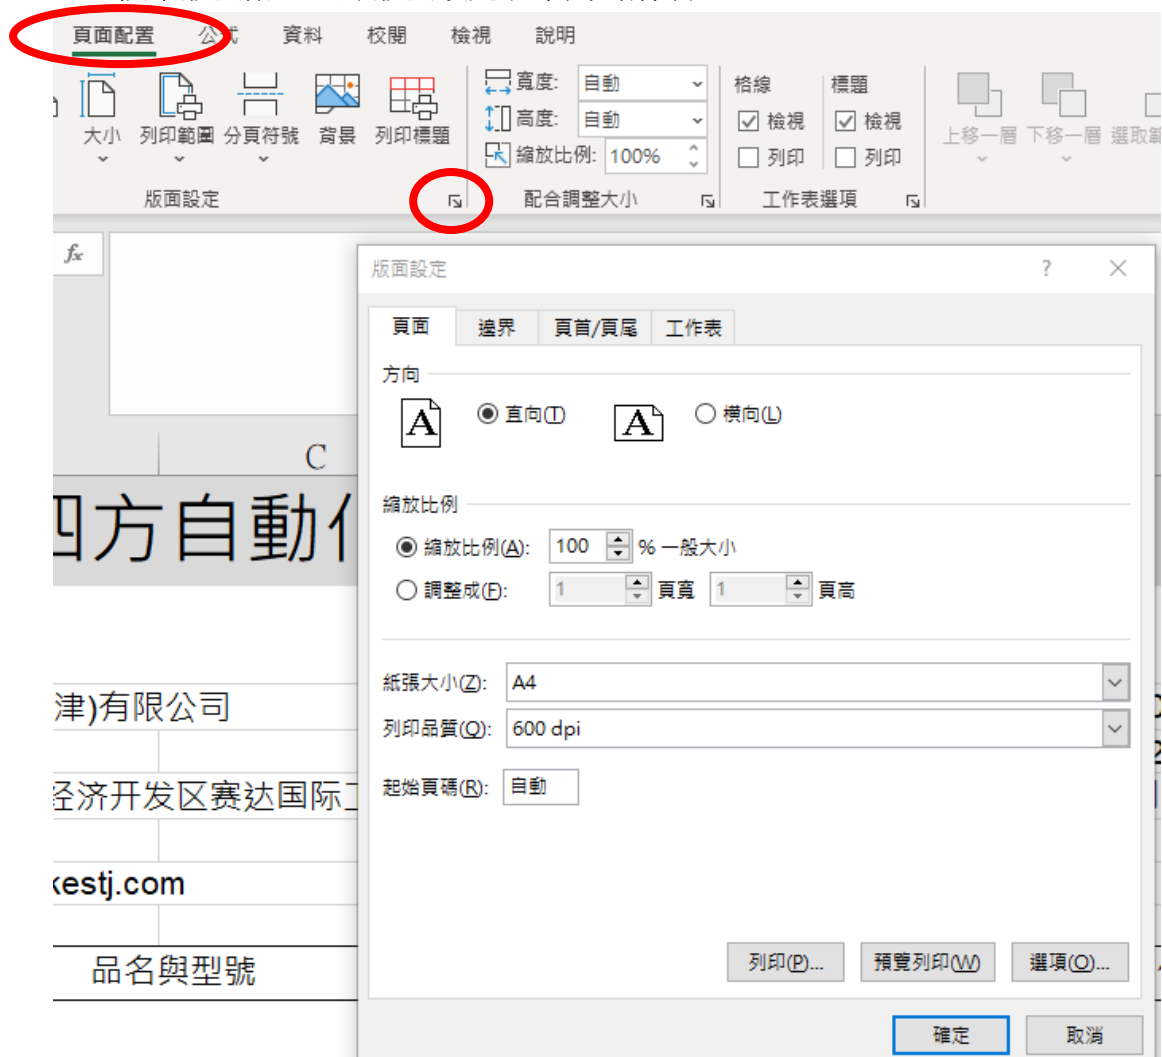 頁面配置 公式 資料 校閱 檢視 說明
寬度: 自動 格線 標題
高度: 自動 檢視 檢視
大小 列印範圍 分頁符號 背景 列印標題 上移一層 下移一層 選取
縮放比例: 100% 列印 列印
版面設定 配合調整大小 工作表選項
fx
版面設定 ?
頁面 邊界 頁首/頁尾 工作表
方向
A 直向(T) A 橫向(L)
C
縮放比例
四方自動
縮放比例(A): 100 % 一般大小
調整成(F): 1 頁寬 1 頁高
紙張大小(Z): A4
津)有限公司
列印品質(Q): 600 dpi
起始頁碼(R): 自動
经济开发区赛达国际工
kestj.com
列印(P)... 預覽列印(W) 選項(O)...
品名與型號
確定 取消